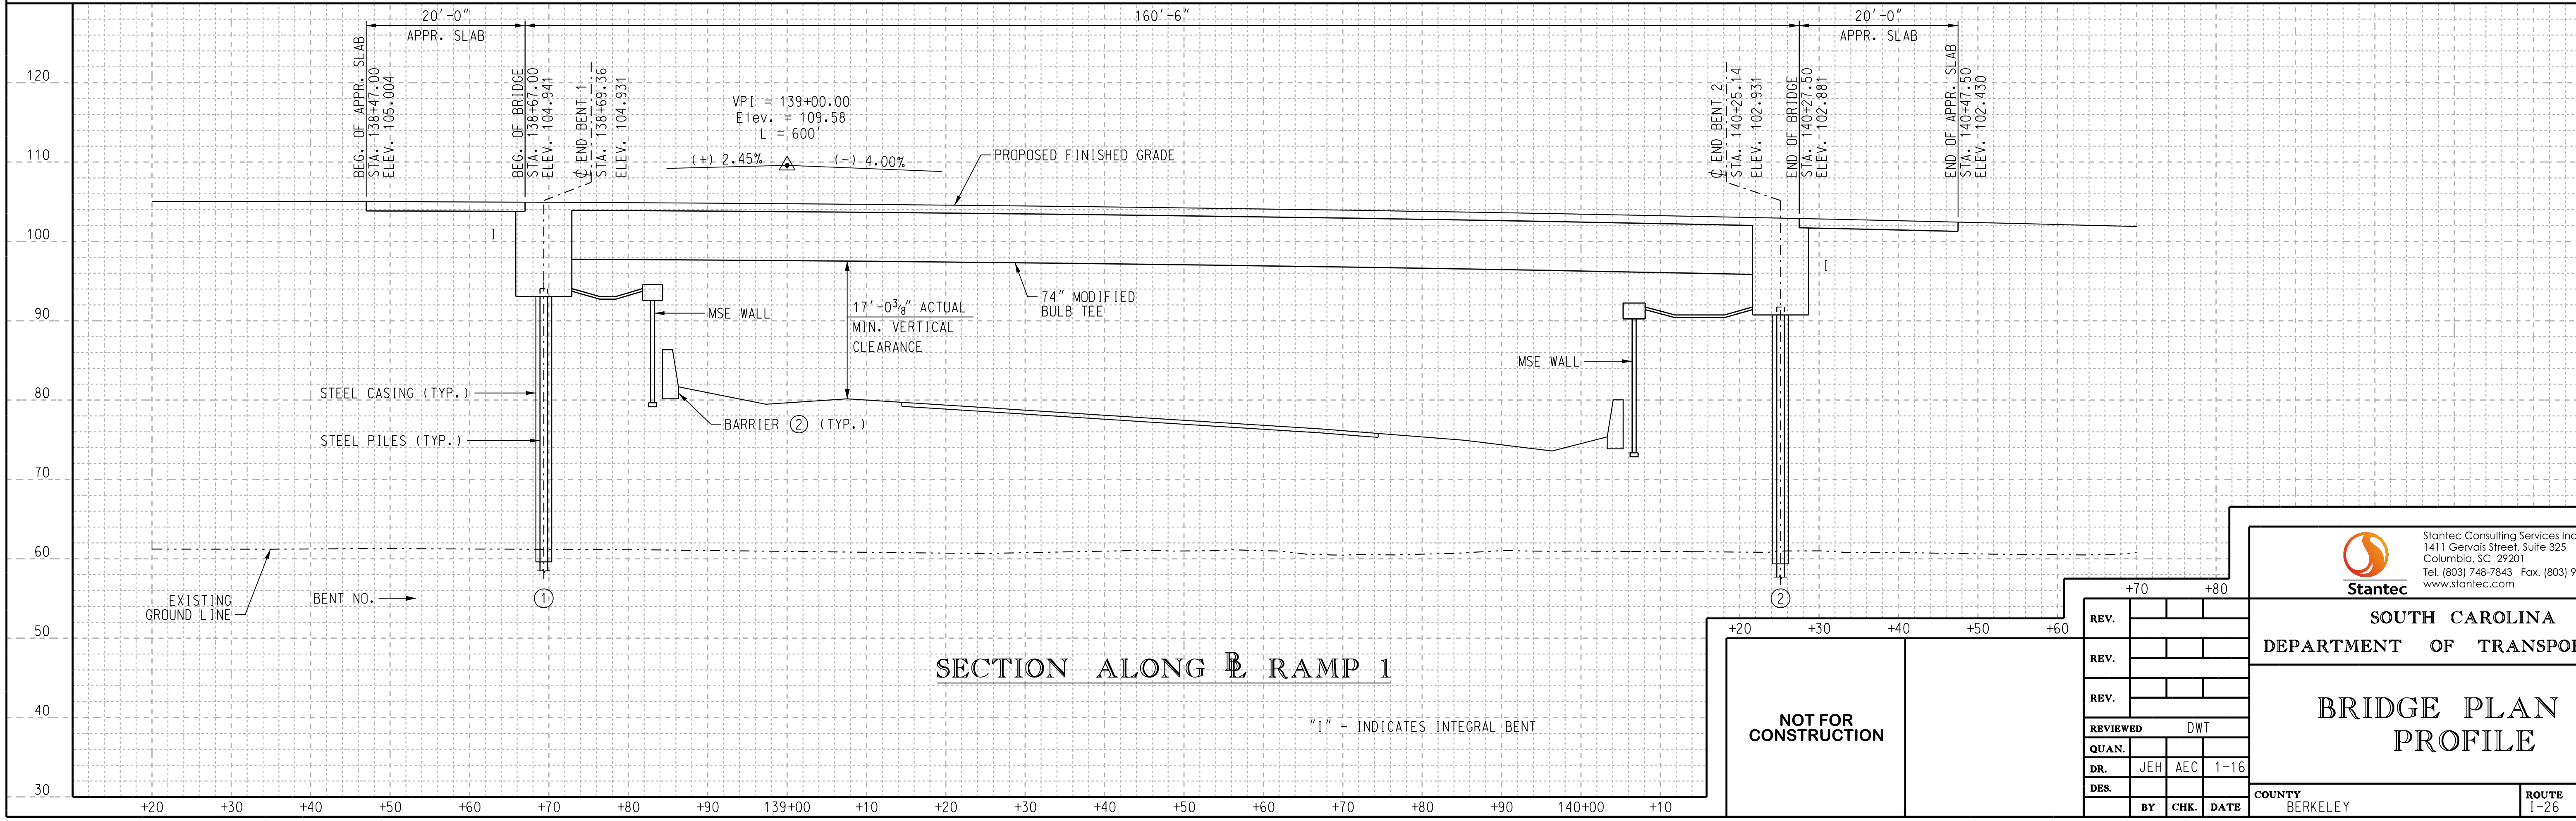 20'-0"
160'-6"
20'-0"
APPR. SLAB
APPR. SLAB
BEG. OF APPR. SLAB
STA. 138+47.00
ELEV. 105.004
BEG. OF BRIDGE
STA. 138+67.00
ELEV. 104.941
℄ END BENT 1
STA. 138+69.36
ELEV. 104.931
VPI = 139+00.00
Elev. = 109.58
L = 600'
(+) 2.45%
(-) 4.00%
PROPOSED FINISHED GRADE
℄ END BENT 2
STA. 140+25.14
ELEV. 102.931
END OF BRIDGE
STA. 140+27.50
ELEV. 102.881
END OF APPR. SLAB
STA. 140+47.50
ELEV. 102.430
120
110
100
90
80
70
60
50
40
30
I
I
MSE WALL
17'-0⅜" ACTUAL
MIN. VERTICAL
CLEARANCE
74" MODIFIED
BULB TEE
MSE WALL
STEEL CASING (TYP.)
STEEL PILES (TYP.)
BARRIER 2 (TYP.)
EXISTING
GROUND LINE
BENT NO.
1
2
SECTION ALONG ⅊ RAMP 1
"I" - INDICATES INTEGRAL BENT
+20 +30 +40 +50 +60 +70 +80 +90 139+00 +10 +20 +30 +40 +50 +60 +70 +80 +90 140+00 +10
+20 +30 +40 +50 +60
+70 +80
NOT FOR
CONSTRUCTION
Stantec
Stantec Consulting Services Inc
1411 Gervais Street, Suite 325
Columbia, SC 29201
Tel. (803) 748-7843 Fax. (803) 9
www.stantec.com
REV.
REV.
REV.
REVIEWED DWT
QUAN.
DR. JEH AEC 1-16
DES.
BY CHK. DATE
SOUTH CAROLINA
DEPARTMENT OF TRANSPO
BRIDGE PLAN
PROFILE
COUNTY
BERKELEY
ROUTE
I-26